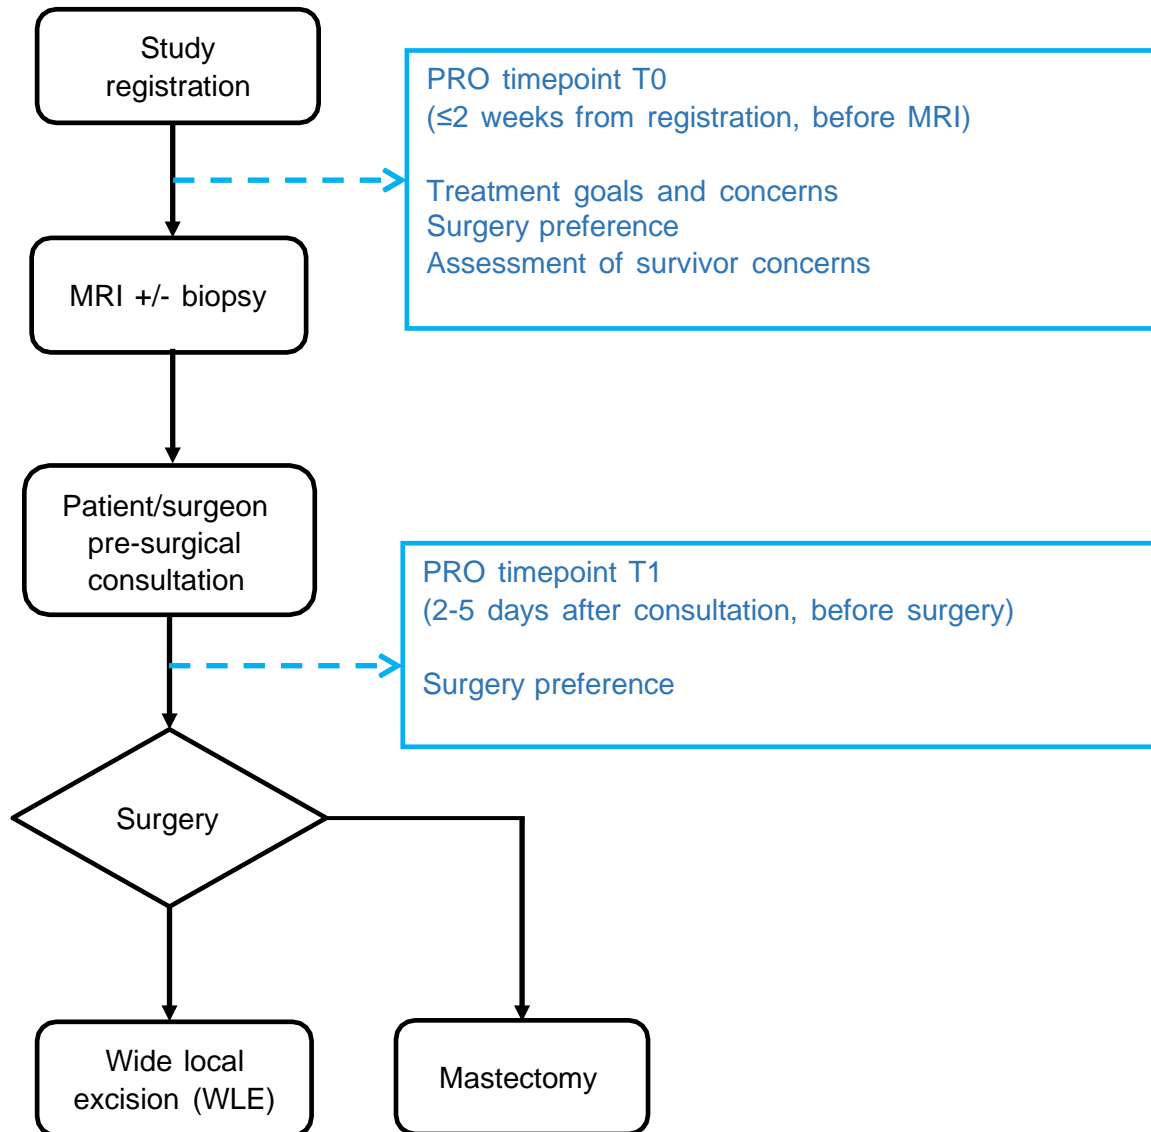 Study
registration
PRO timepoint T0
(≤2 weeks from registration, before MRI)
Treatment goals and concerns
Surgery preference
Assessment of survivor concerns
MRI +/- biopsy
Patient/surgeon
pre-surgical
consultation
PRO timepoint T1
(2-5 days after consultation, before surgery)
Surgery preference
Surgery
Wide local
excision (WLE)
Mastectomy